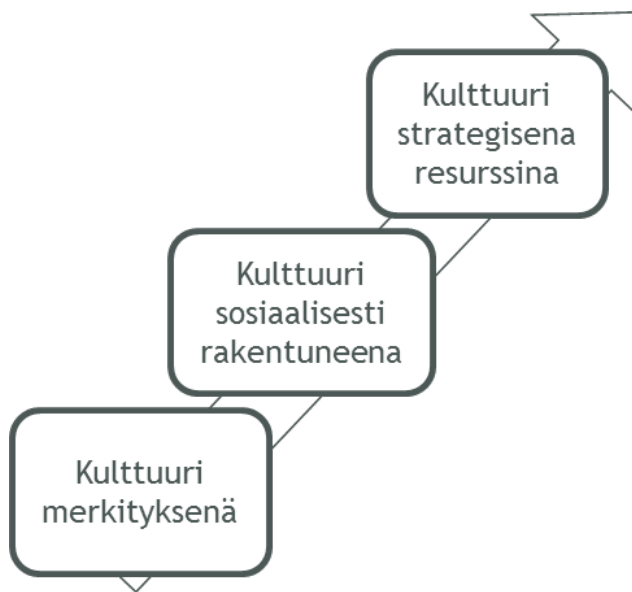 Kulttuuri
strategisena
resurssina
Kulttuuri
sosiaalisesti
rakentuneena
Kulttuuri
merkityksenä